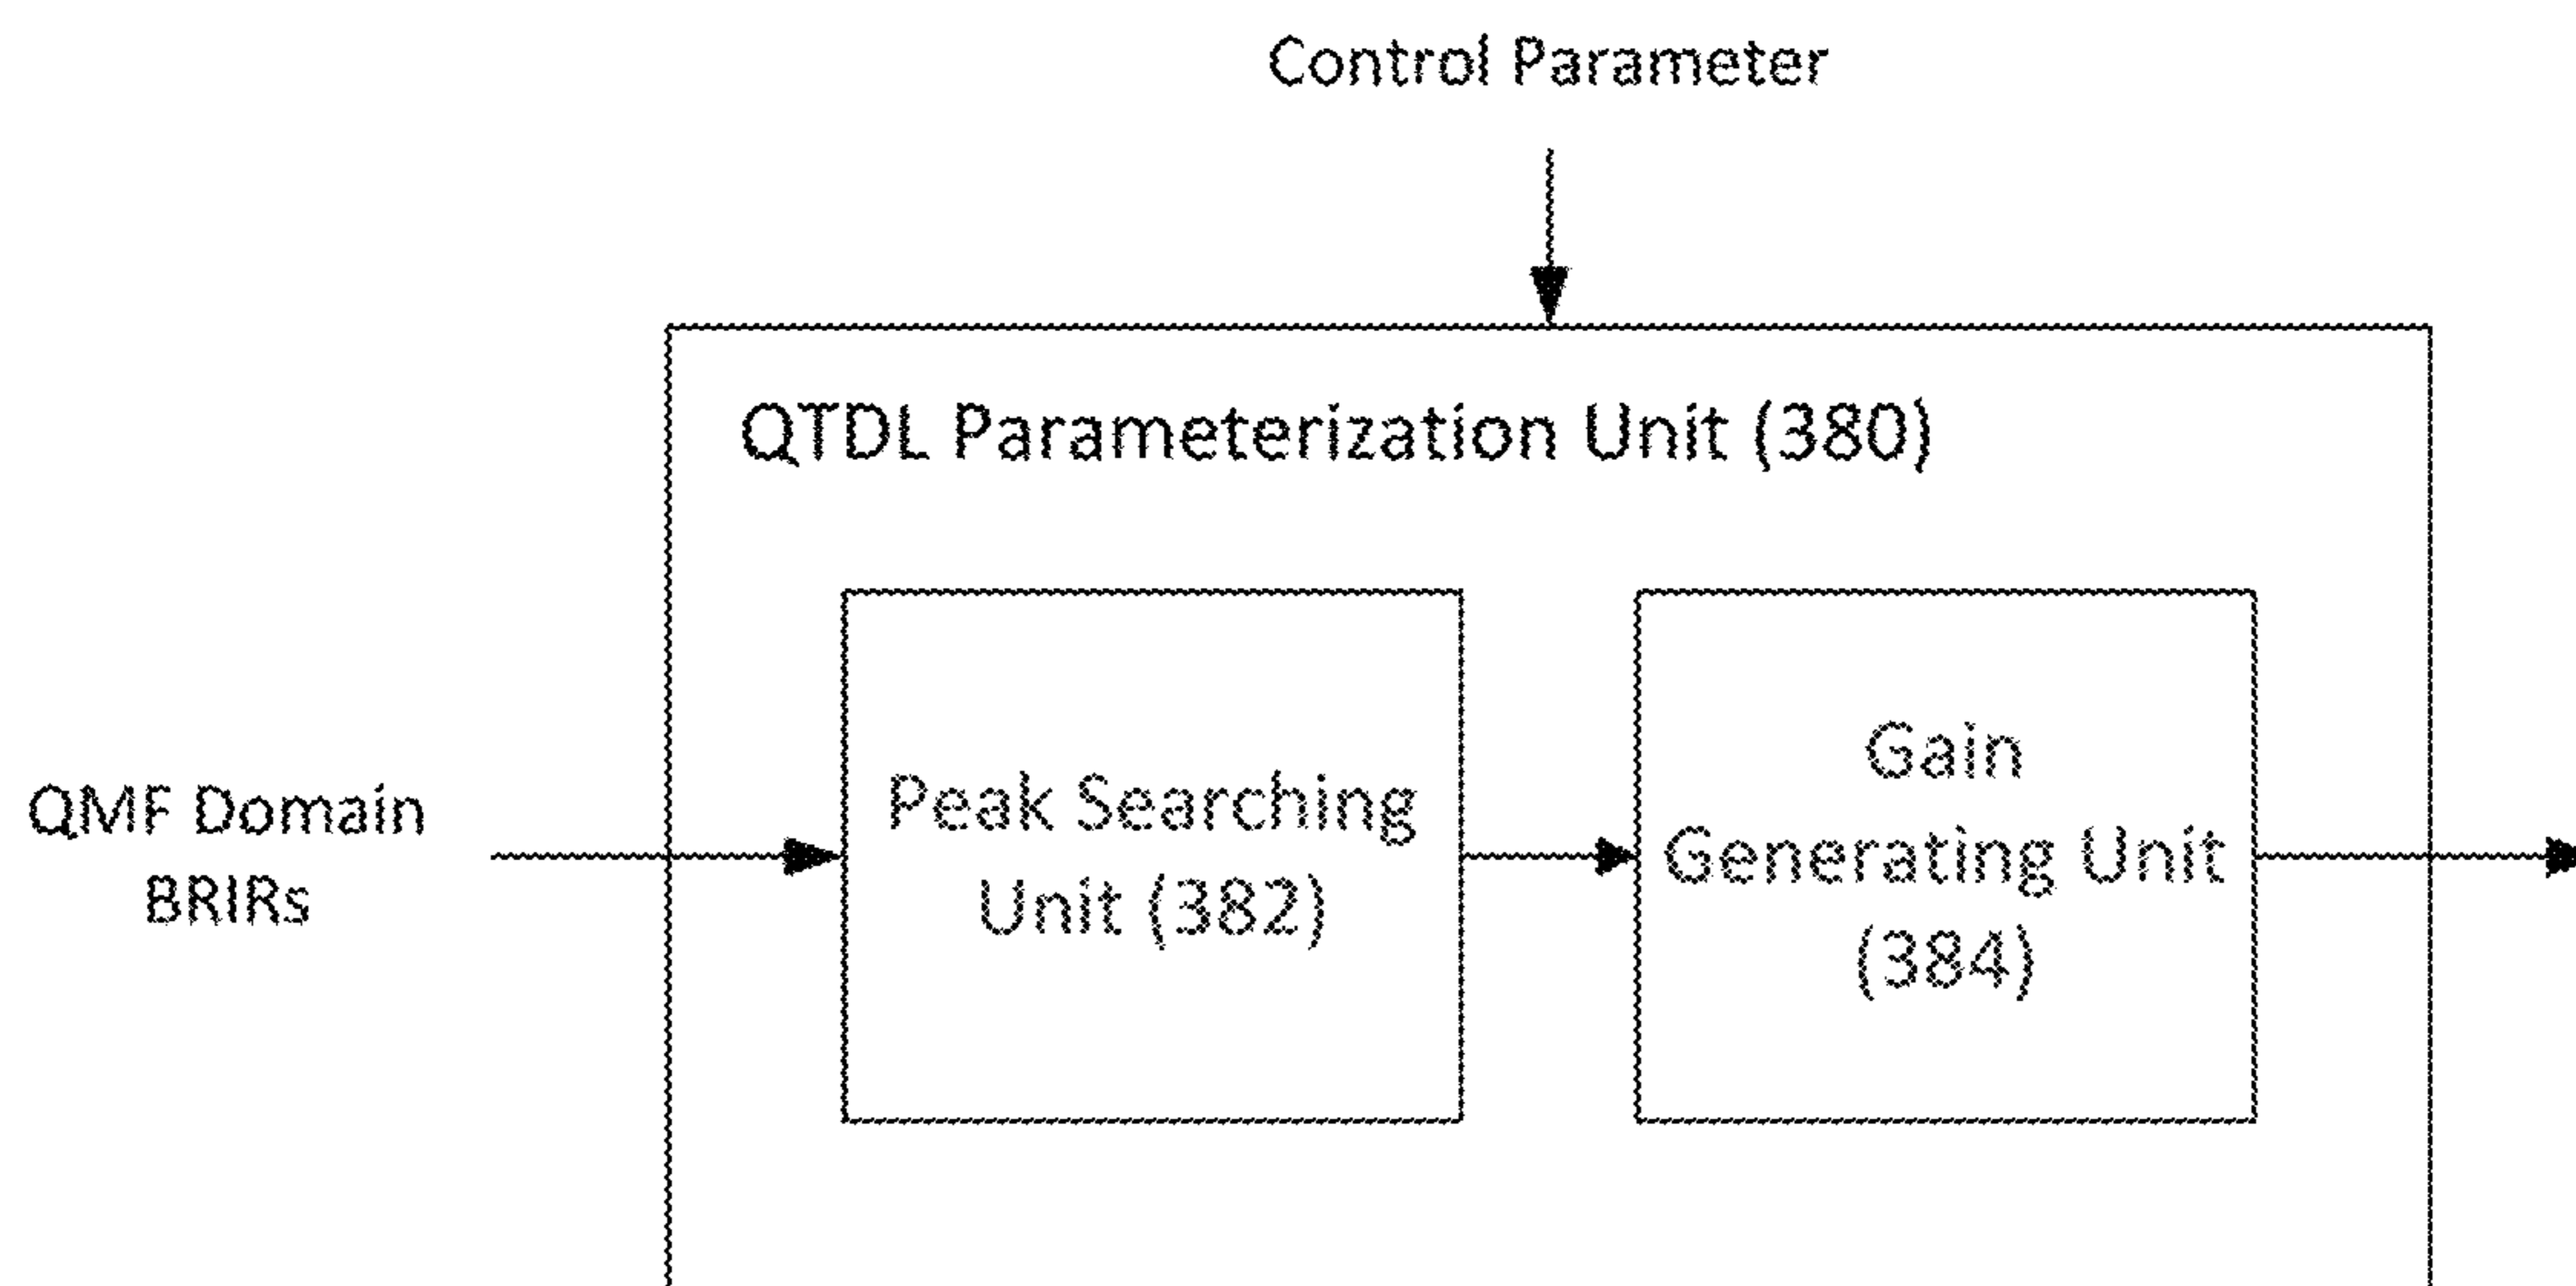 Control Parameter
QTDL Parameterization Unit (380)
QMF Domain
BRIRs
Peak Searching
Unit (382)
Gain
Generating Unit
(384)